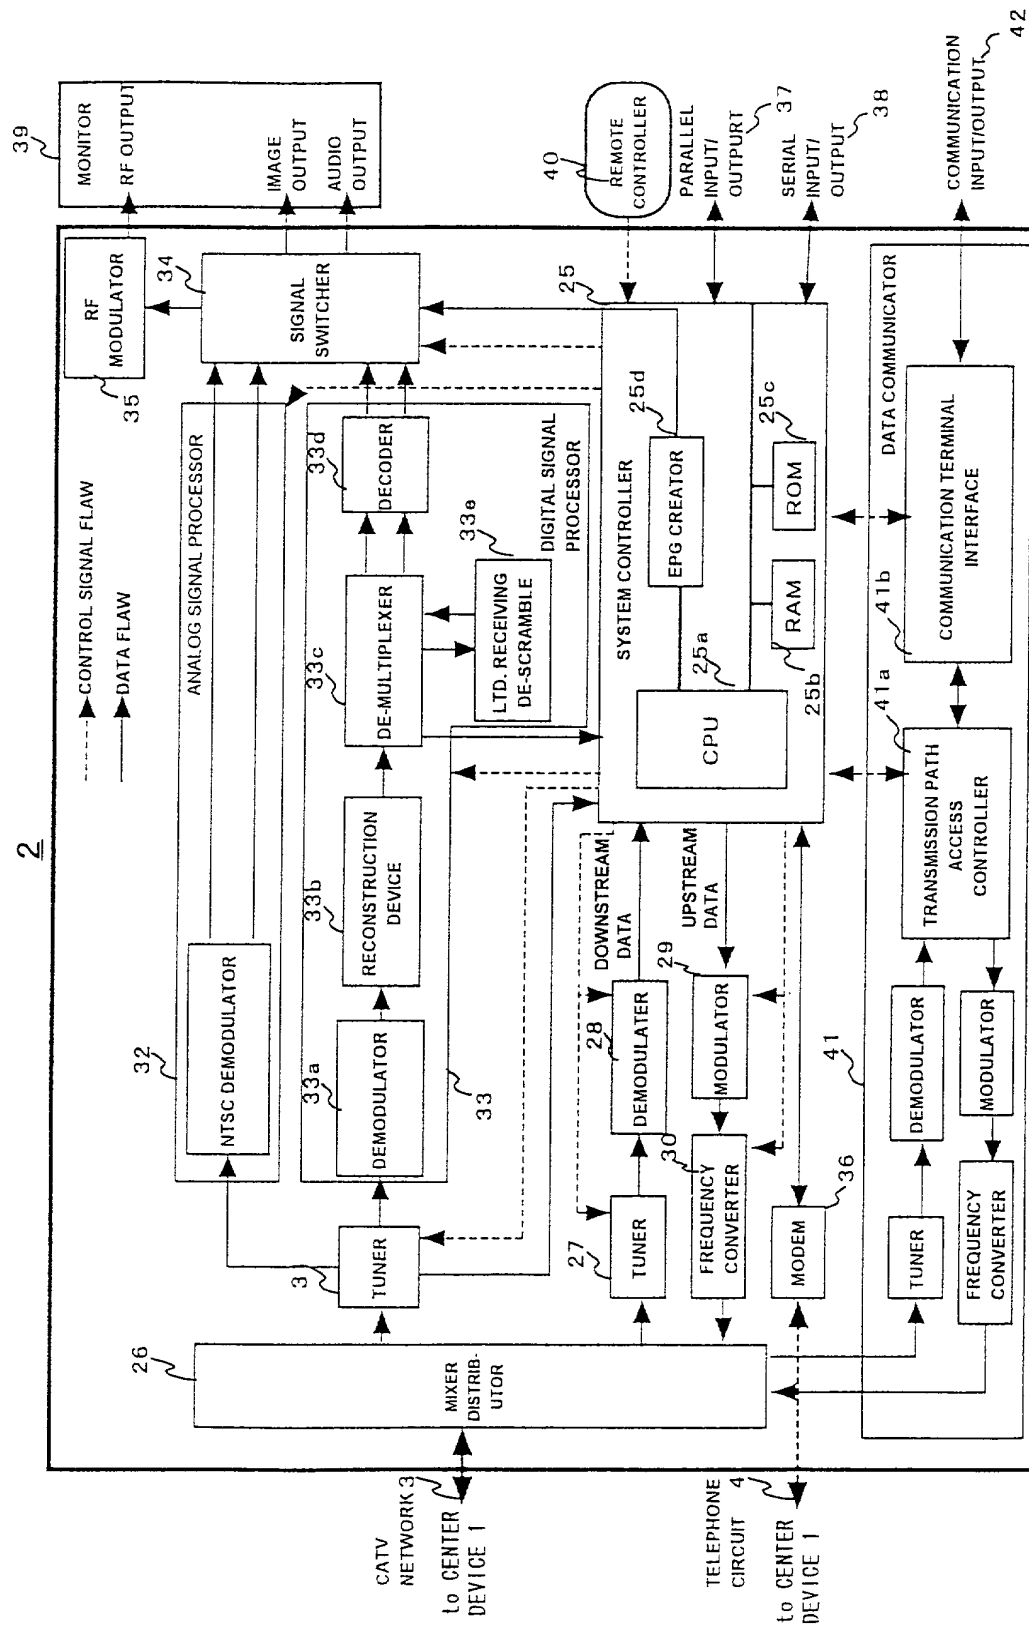 2
CONTROL SIGNAL FLAW
DATA FLAW
39
MONITOR
RF OUTPUT
IMAGE
OUTPUT
AUDIO
OUTPUT
RF
MODULATOR
35
34
SIGNAL
SWITCHER
ANALOG SIGNAL PROCESSOR
32
NTSC DEMODULATOR
33a
DEMODULATOR
33b
RECONSTRUCTION
DEVICE
33c
DE-MULTIPLEXER
33d
DECODER
33e
LTD. RECEIVING
DE-SCRAMBLE
DIGITAL SIGNAL
PROCESSOR
33
3
TUNER
26
MIXER
DISTRIB-
UTOR
CATV
NETWORK 3
to CENTER
DEVICE 1
TELEPHONE
CIRCUIT 4
to CENTER
DEVICE 1
27
TUNER
28
DEMODULATER
DOWNSTREAM
DATA
UPSTREAM
DATA
29
MODULATOR
30
FREQUENCY
CONVERTER
36
MODEM
25
SYSTEM CONTROLLER
CPU
25a
EPG CREATOR
25d
RAM
25b
ROM
25c
40
REMOTE
CONTROLLER
PARALLEL
INPUT/
OUTPURT
37
SERIAL
INPUT/
OUTPUT
38
COMMUNICATION
INPUT/OUTPUT
42
41
DATA COMMUNICATOR
TUNER
DEMODULATOR
MODULATOR
FREQUENCY
CONVERTER
41a
TRANSMISSION PATH
ACCESS
CONTROLLER
41b
COMMUNICATION TERMINAL
INTERFACE